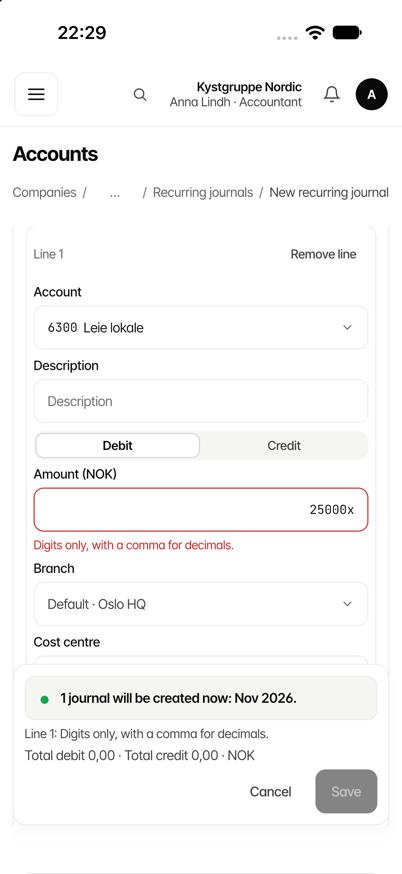 22:29
Kystgruppe Nordic
Anna Lindh · Accountant
A
Accounts
Companies / ... / Recurring journals / New recurring journal
Line 1 Remove line
Account
6300 Leie lokale
Description
Description
Debit Credit
Amount (NOK)
25000x
Digits only, with a comma for decimals.
Branch
Default · Oslo HQ
Cost centre
1 journal will be created now: Nov 2026.
Line 1: Digits only, with a comma for decimals.
Total debit 0,00 · Total credit 0,00 · NOK
Cancel Save